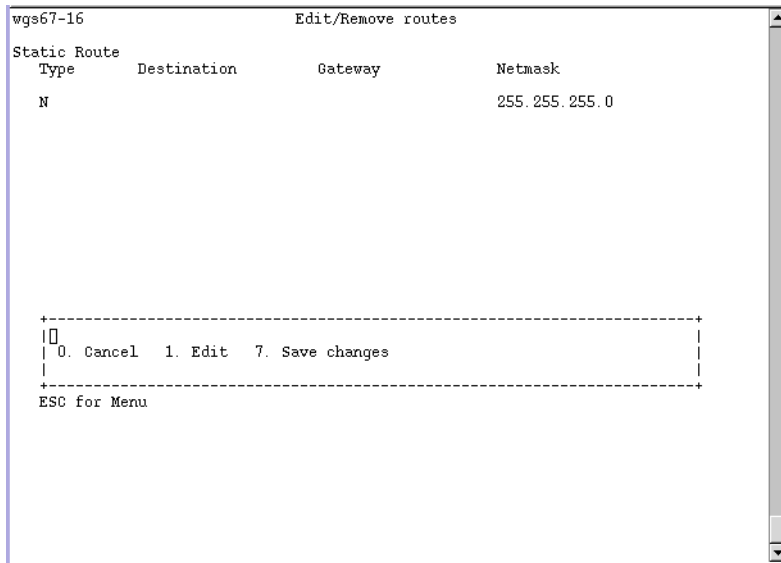 wgs67-16 Edit/Remove routes
Static Route
Type Destination Gateway Netmask
N 255.255.255.0
0. Cancel 1. Edit 7. Save changes
ESC for Menu